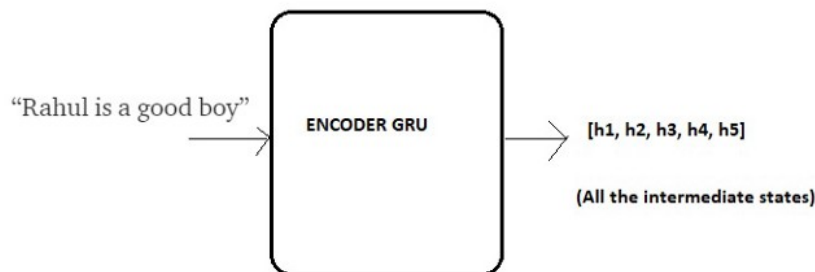 “Rahul is a good boy”
ENCODER GRU
[h1, h2, h3, h4, h5]
(All the intermediate states)